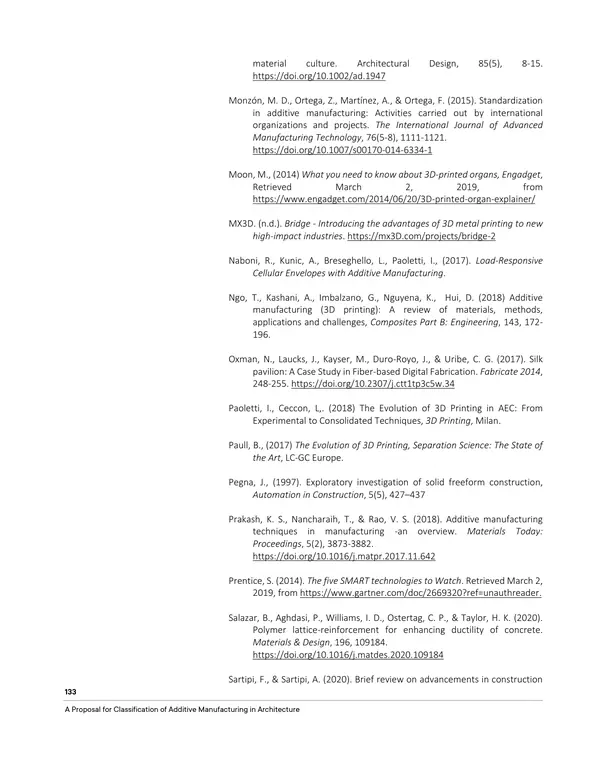 material culture. Architectural Design, 85(5), 8-15.
https://doi.org/10.1002/ad.1947
Monzón, M. D., Ortega, Z., Martínez, A., & Ortega, F. (2015). Standardization
in additive manufacturing: Activities carried out by international
organizations and projects. The International Journal of Advanced
Manufacturing Technology, 76(5-8), 1111-1121.
https://doi.org/10.1007/s00170-014-6334-1
Moon, M., (2014) What you need to know about 3D-printed organs, Engadget,
Retrieved March 2, 2019, from
https://www.engadget.com/2014/06/20/3D-printed-organ-explainer/
MX3D. (n.d.). Bridge - Introducing the advantages of 3D metal printing to new
high-impact industries. https://mx3D.com/projects/bridge-2
Naboni, R., Kunic, A., Breseghello, L., Paoletti, I., (2017). Load-Responsive
Cellular Envelopes with Additive Manufacturing.
Ngo, T., Kashani, A., Imbalzano, G., Nguyena, K., Hui, D. (2018) Additive
manufacturing (3D printing): A review of materials, methods,
applications and challenges, Composites Part B: Engineering, 143, 172-
196.
Oxman, N., Laucks, J., Kayser, M., Duro-Royo, J., & Uribe, C. G. (2017). Silk
pavilion: A Case Study in Fiber-based Digital Fabrication. Fabricate 2014,
248-255. https://doi.org/10.2307/j.ctt1tp3c5w.34
Paoletti, I., Ceccon, L,. (2018) The Evolution of 3D Printing in AEC: From
Experimental to Consolidated Techniques, 3D Printing, Milan.
Paull, B., (2017) The Evolution of 3D Printing, Separation Science: The State of
the Art, LC-GC Europe.
Pegna, J., (1997). Exploratory investigation of solid freeform construction,
Automation in Construction, 5(5), 427–437
Prakash, K. S., Nancharaih, T., & Rao, V. S. (2018). Additive manufacturing
techniques in manufacturing -an overview. Materials Today:
Proceedings, 5(2), 3873-3882.
https://doi.org/10.1016/j.matpr.2017.11.642
Prentice, S. (2014). The five SMART technologies to Watch. Retrieved March 2,
2019, from https://www.gartner.com/doc/2669320?ref=unauthreader.
Salazar, B., Aghdasi, P., Williams, I. D., Ostertag, C. P., & Taylor, H. K. (2020).
Polymer lattice-reinforcement for enhancing ductility of concrete.
Materials & Design, 196, 109184.
https://doi.org/10.1016/j.matdes.2020.109184
Sartipi, F., & Sartipi, A. (2020). Brief review on advancements in construction
133
A Proposal for Classification of Additive Manufacturing in Architecture